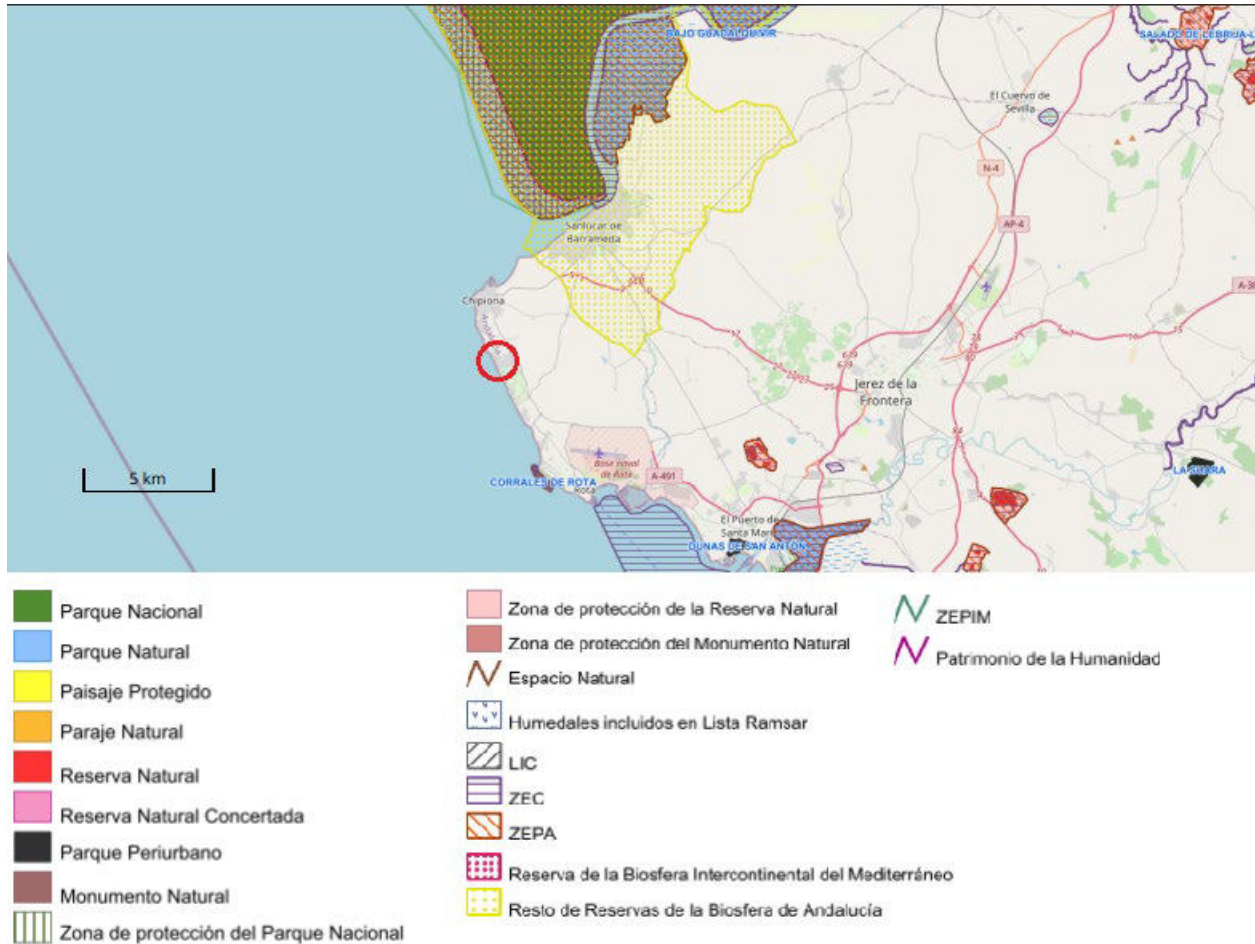 BAJO GUADALQUIVIR
SALADO DE LEBRIJA-L
El Cuervo de
Sevilla
N-4
AP-4
Sanlúcar de
Barrameda
Chipiona
A-38
17
679
679
25
Jerez de la
Frontera
5 km
Base naval
de Rota
A-491
CORRALES DE ROTA
Rota
El Puerto de
Santa María
DUNAS DE SAN ANTON
Parque Nacional
Parque Natural
Paisaje Protegido
Paraje Natural
Reserva Natural
Reserva Natural Concertada
Parque Periurbano
Monumento Natural
Zona de protección del Parque Nacional
Zona de protección de la Reserva Natural
Zona de protección del Monumento Natural
Espacio Natural
Humedales incluidos en Lista Ramsar
LIC
ZEC
ZEPA
Reserva de la Biosfera Intercontinental del Mediterráneo
Resto de Reservas de la Biosfera de Andalucía
ZEPIM
Patrimonio de la Humanidad